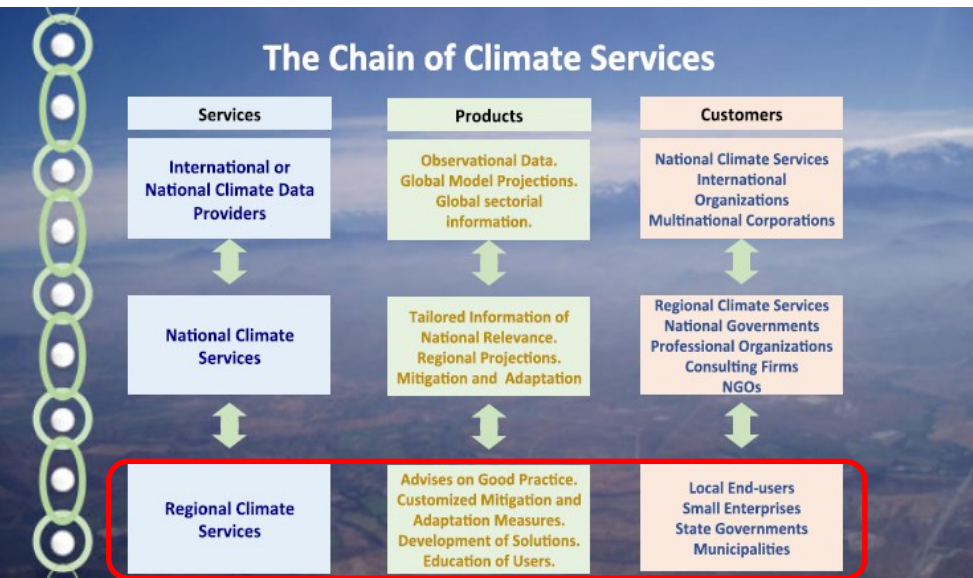 The Chain of Climate Services
Services
Products
Customers
International or
National Climate Data
Providers
Observational Data.
Global Model Projections.
Global sectorial
information.
National Climate Services
International
Organizations
Multinational Corporations
National Climate
Services
Tailored Information of
National Relevance.
Regional Projections.
Mitigation and Adaptation
Regional Climate Services
National Governments
Professional Organizations
Consulting Firms
NGOs
Regional Climate
Services
Advises on Good Practice.
Customized Mitigation and
Adaptation Measures.
Development of Solutions.
Education of Users.
Local End-users
Small Enterprises
State Governments
Municipalities